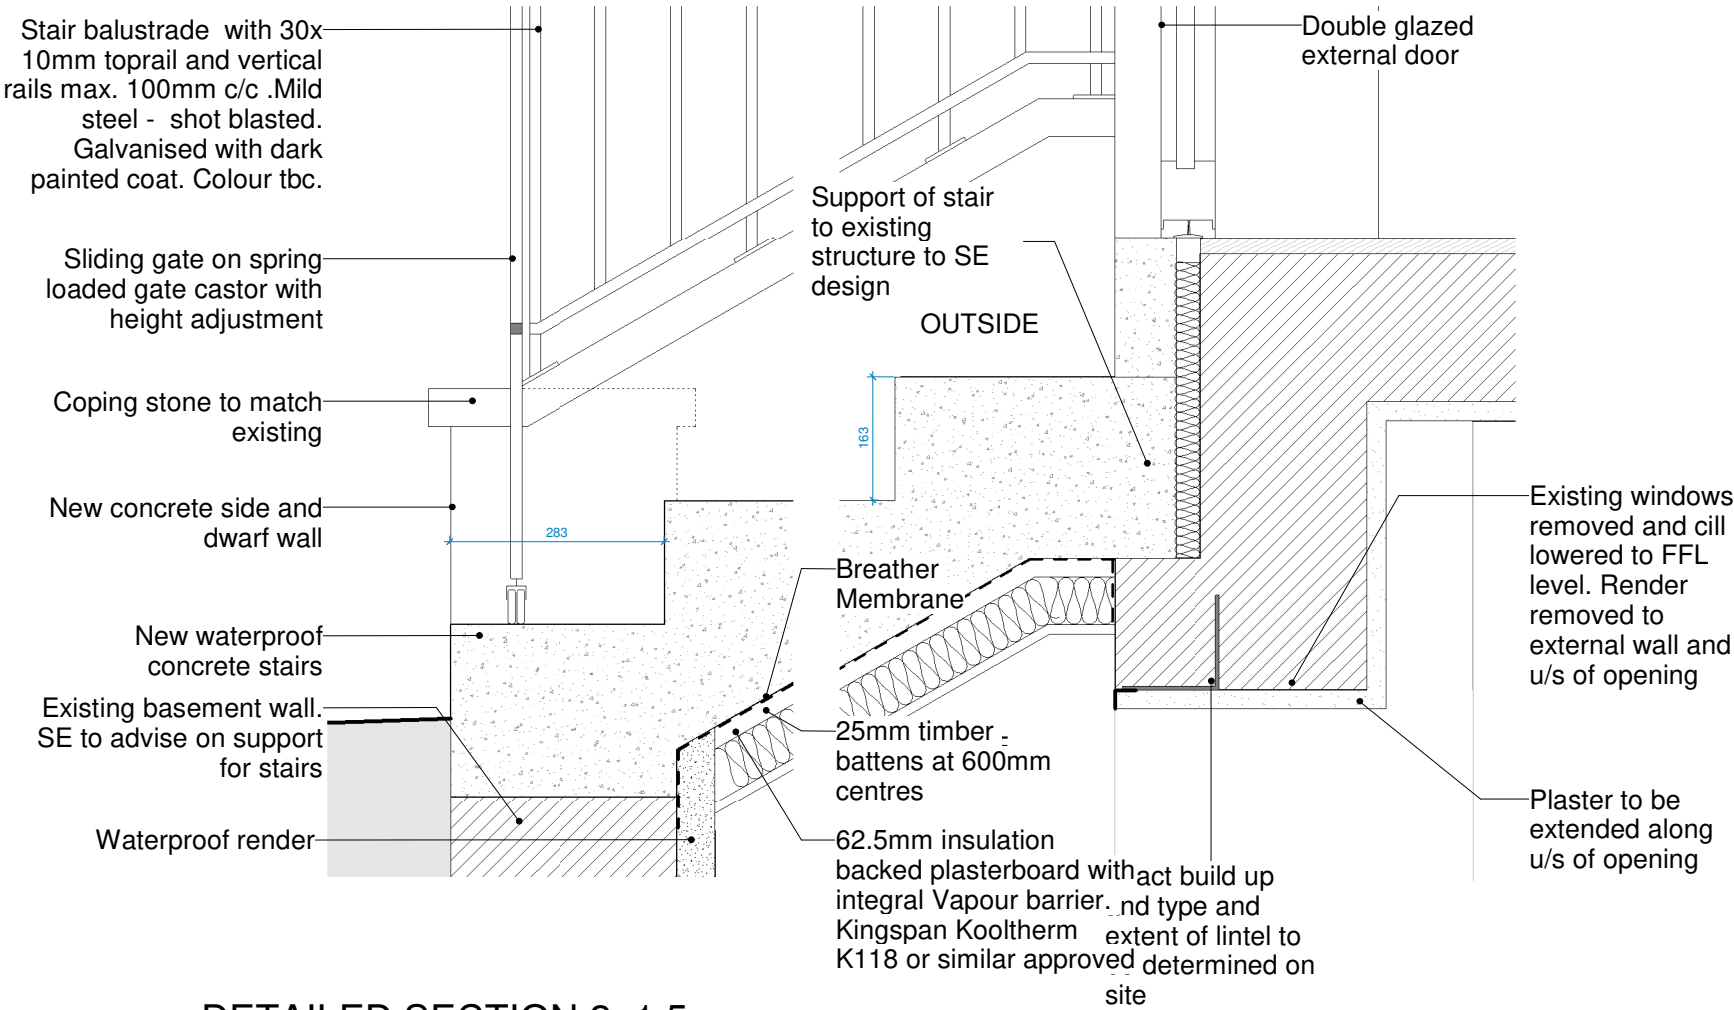 Stair balustrade with 30x
10mm toprail and vertical
rails max. 100mm c/c .Mild
steel - shot blasted.
Galvanised with dark
painted coat. Colour tbc.
Sliding gate on spring
loaded gate castor with
height adjustment
Coping stone to match
existing
New concrete side and
dwarf wall
New waterproof
concrete stairs
Existing basement wall.
SE to advise on support
for stairs
Waterproof render
283
163
Support of stair
to existing
structure to SE
design
OUTSIDE
Double glazed
external door
Breather
Membrane
25mm timber -
battens at 600mm
centres
62.5mm insulation
backed plasterboard with
integral Vapour barrier.
Kingspan Kooltherm
K118 or similar approved
build up
type and
extent of lintel to
determined on
site
Existing windows
removed and cill
lowered to FFL
level. Render
removed to
external wall and
u/s of opening
Plaster to be
extended along
u/s of opening
DETAILED SECTION